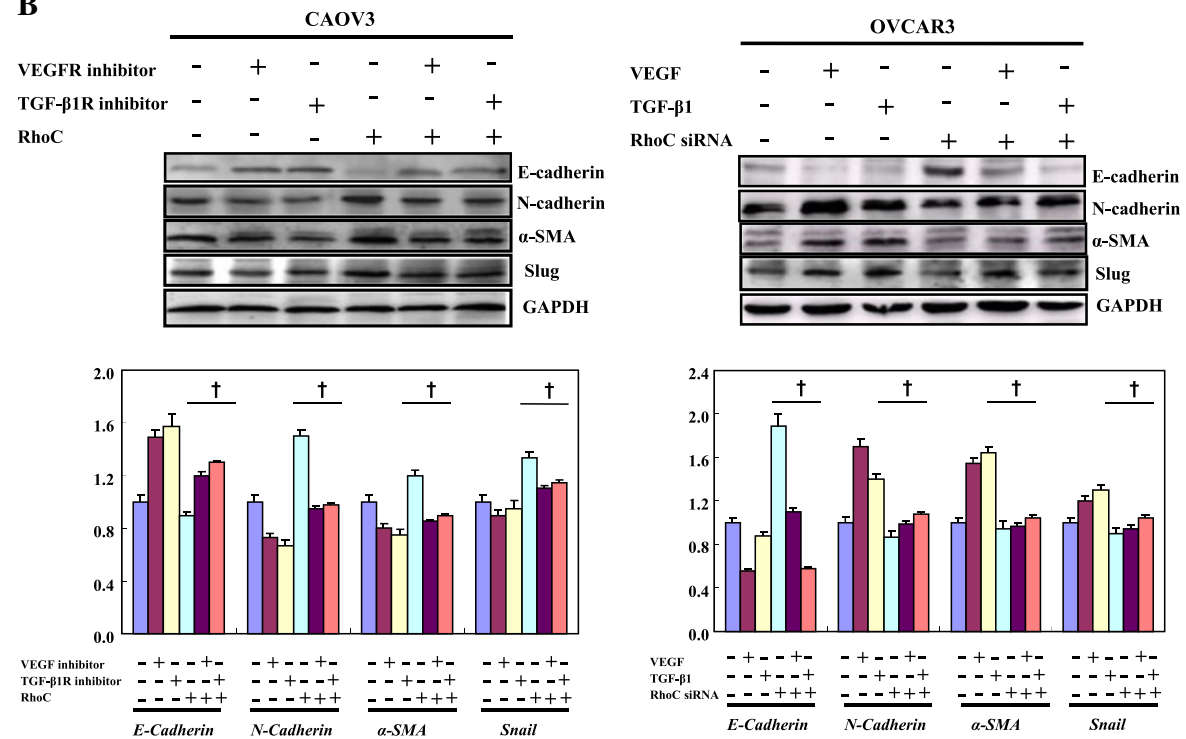 B
CAOV3
VEGFR inhibitor - + - - + -
TGF-β1R inhibitor - - + - - +
RhoC - - - + + +
E-cadherin
N-cadherin
α-SMA
Slug
GAPDH
OVCAR3
VEGF - + - - + -
TGF-β1 - - + - - +
RhoC siRNA - - - + + +
E-cadherin
N-cadherin
α-SMA
Slug
GAPDH
2.0
1.6
1.2
0.8
0.4
0.0
† † † †
VEGF inhibitor - + - - + - - + - - + - - + - - + - - + - - + -
TGF-β1R inhibitor - - + - - + - - + - - + - - + - - + - - + - - +
RhoC - - - + + + - - - + + + - - - + + + - - - + + +
E-Cadherin N-Cadherin α-SMA Snail
2.4
2.0
1.6
1.2
0.8
0.4
0.0
† † † †
VEGF - + - - + - - + - - + - - + - - + - - + - - + -
TGF-β1 - - + - - + - - + - - + - - + - - + - - + - - +
RhoC siRNA - - - + + + - - - + + + - - - + + + - - - + + +
E-Cadherin N-Cadherin α-SMA Snail